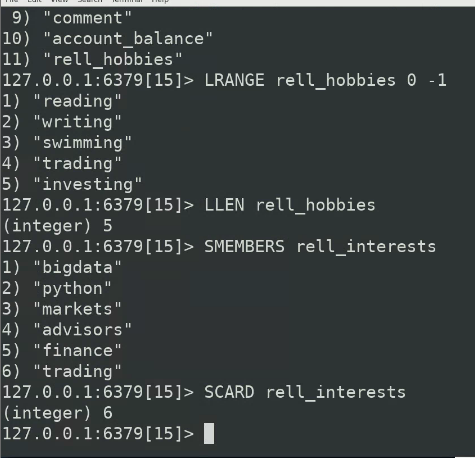 File Edit View Search Terminal Help
9) "comment"
10) "account_balance"
11) "rell_hobbies"
127.0.0.1:6379[15]> LRANGE rell_hobbies 0 -1
1) "reading"
2) "writing"
3) "swimming"
4) "trading"
5) "investing"
127.0.0.1:6379[15]> LLEN rell_hobbies
(integer) 5
127.0.0.1:6379[15]> SMEMBERS rell_interests
1) "bigdata"
2) "python"
3) "markets"
4) "advisors"
5) "finance"
6) "trading"
127.0.0.1:6379[15]> SCARD rell_interests
(integer) 6
127.0.0.1:6379[15]>